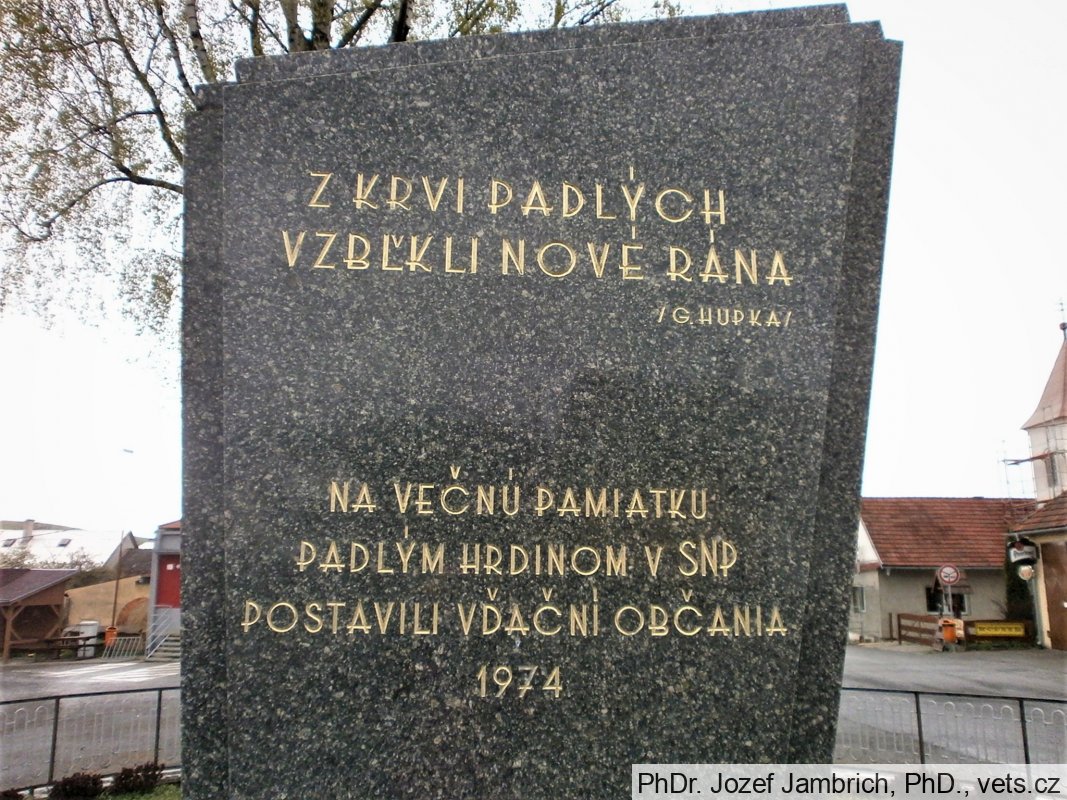 Z KRVI PADLÝCH
VZBĽKLI NOVÉ RÁNA
/G. HUPKA/
NA VEČNÚ PAMIATKU
PADLÝM HRDINOM V SNP
POSTAVILI VĎAČNÍ OBČANIA
1974
PhDr. Jozef Jambrich, PhD., vets.cz